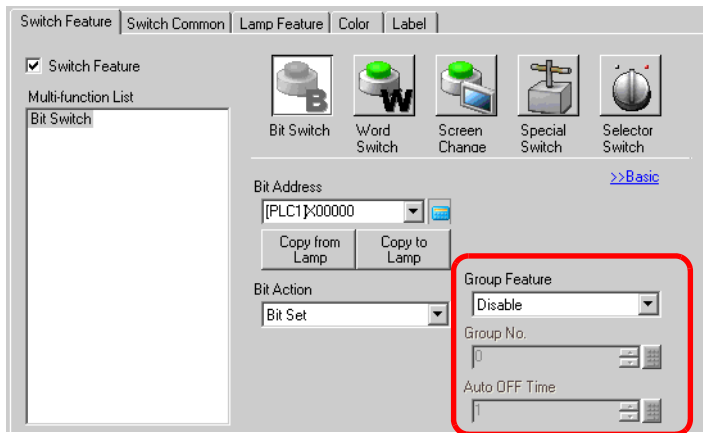 Switch Feature Switch Common Lamp Feature Color Label
Switch Feature
Multi-function List
Bit Switch
B
W
Bit Switch
Word Switch
Screen Change
Special Switch
Selector Switch
>>Basic
Bit Address
[PLC1]X00000
Copy from Lamp
Copy to Lamp
Bit Action
Bit Set
Group Feature
Disable
Group No.
0
Auto OFF Time
1